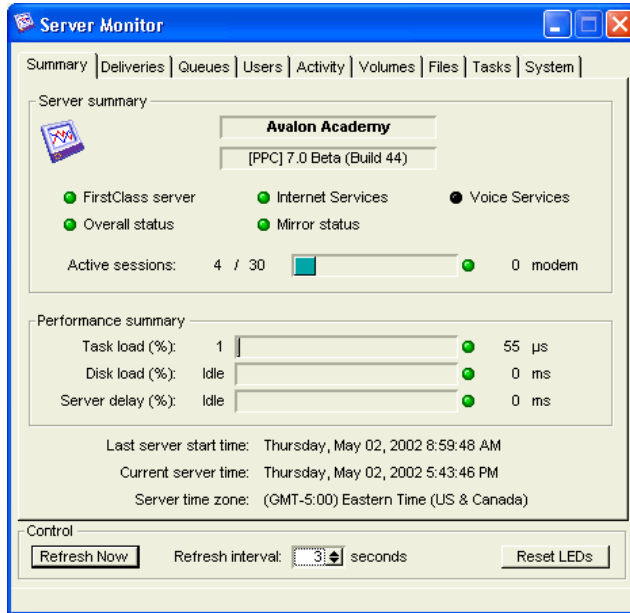 Server Monitor
Summary Deliveries Queues Users Activity Volumes Files Tasks System
Server summary
Avalon Academy
[PPC] 7.0 Beta (Build 44)
FirstClass server Internet Services Voice Services
Overall status Mirror status
Active sessions: 4 / 30 0 modem
Performance summary
Task load (%): 1 55 µs
Disk load (%): Idle 0 ms
Server delay (%): Idle 0 ms
Last server start time: Thursday, May 02, 2002 8:59:48 AM
Current server time: Thursday, May 02, 2002 5:43:46 PM
Server time zone: (GMT-5:00) Eastern Time (US & Canada)
Control
Refresh Now Refresh interval: 3 seconds Reset LEDs